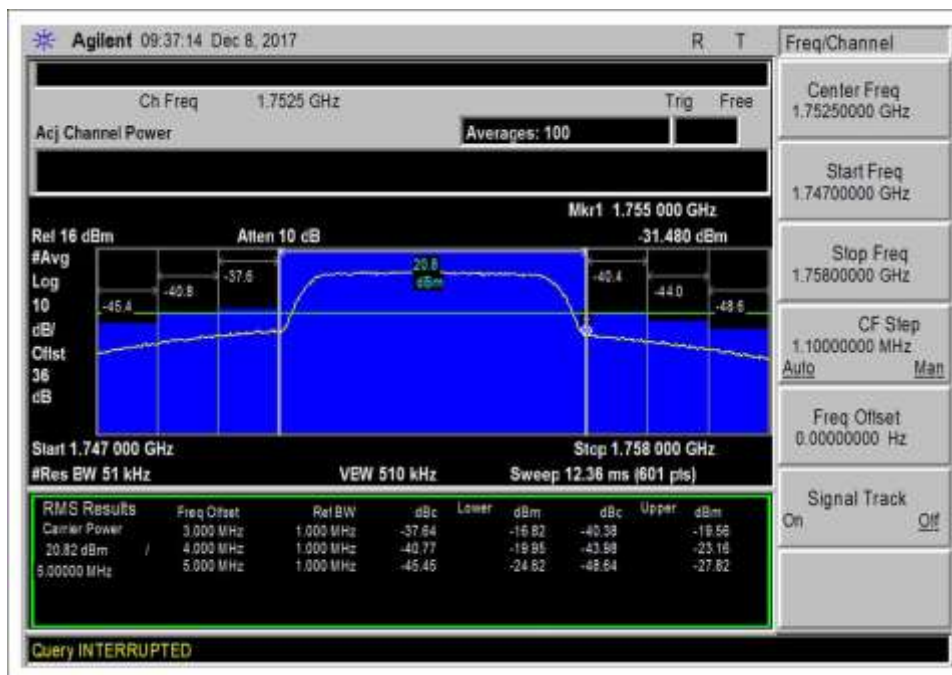 Agilent 09:37:14 Dec 8, 2017 R T
Freq/Channel
Ch Freq 1.7525 GHz Trig Free
Acj Channel Power Averages: 100
Center Freq
1.75250000 GHz
Start Freq
1.74700000 GHz
Stop Freq
1.75800000 GHz
CF Step
1.10000000 MHz
Auto Man
Freq Offset
0.00000000 Hz
Signal Track
On Off
Mkr1 1.755 000 GHz
Rel 16 dBm Atten 10 dB -31.480 dBm
#Avg
Log
10
dB/
Offst
36
dB
-45.4 -40.8 -37.6 20.8 dBm -40.4 -44.0 -48.6
Start 1.747 000 GHz Stop 1.758 000 GHz
#Res BW 51 kHz VBW 510 kHz Sweep 12.36 ms (601 pts)
RMS Results Freq Offset Ref BW dBc Lower dBm dBc Upper dBm
Carrier Power 3.000 MHz 1.000 MHz -37.64 -16.82 -40.38 -19.56
20.82 dBm / 4.000 MHz 1.000 MHz -40.77 -19.95 -43.98 -23.16
5.00000 MHz 5.000 MHz 1.000 MHz -45.45 -24.62 -48.64 -27.82
Query INTERRUPTED